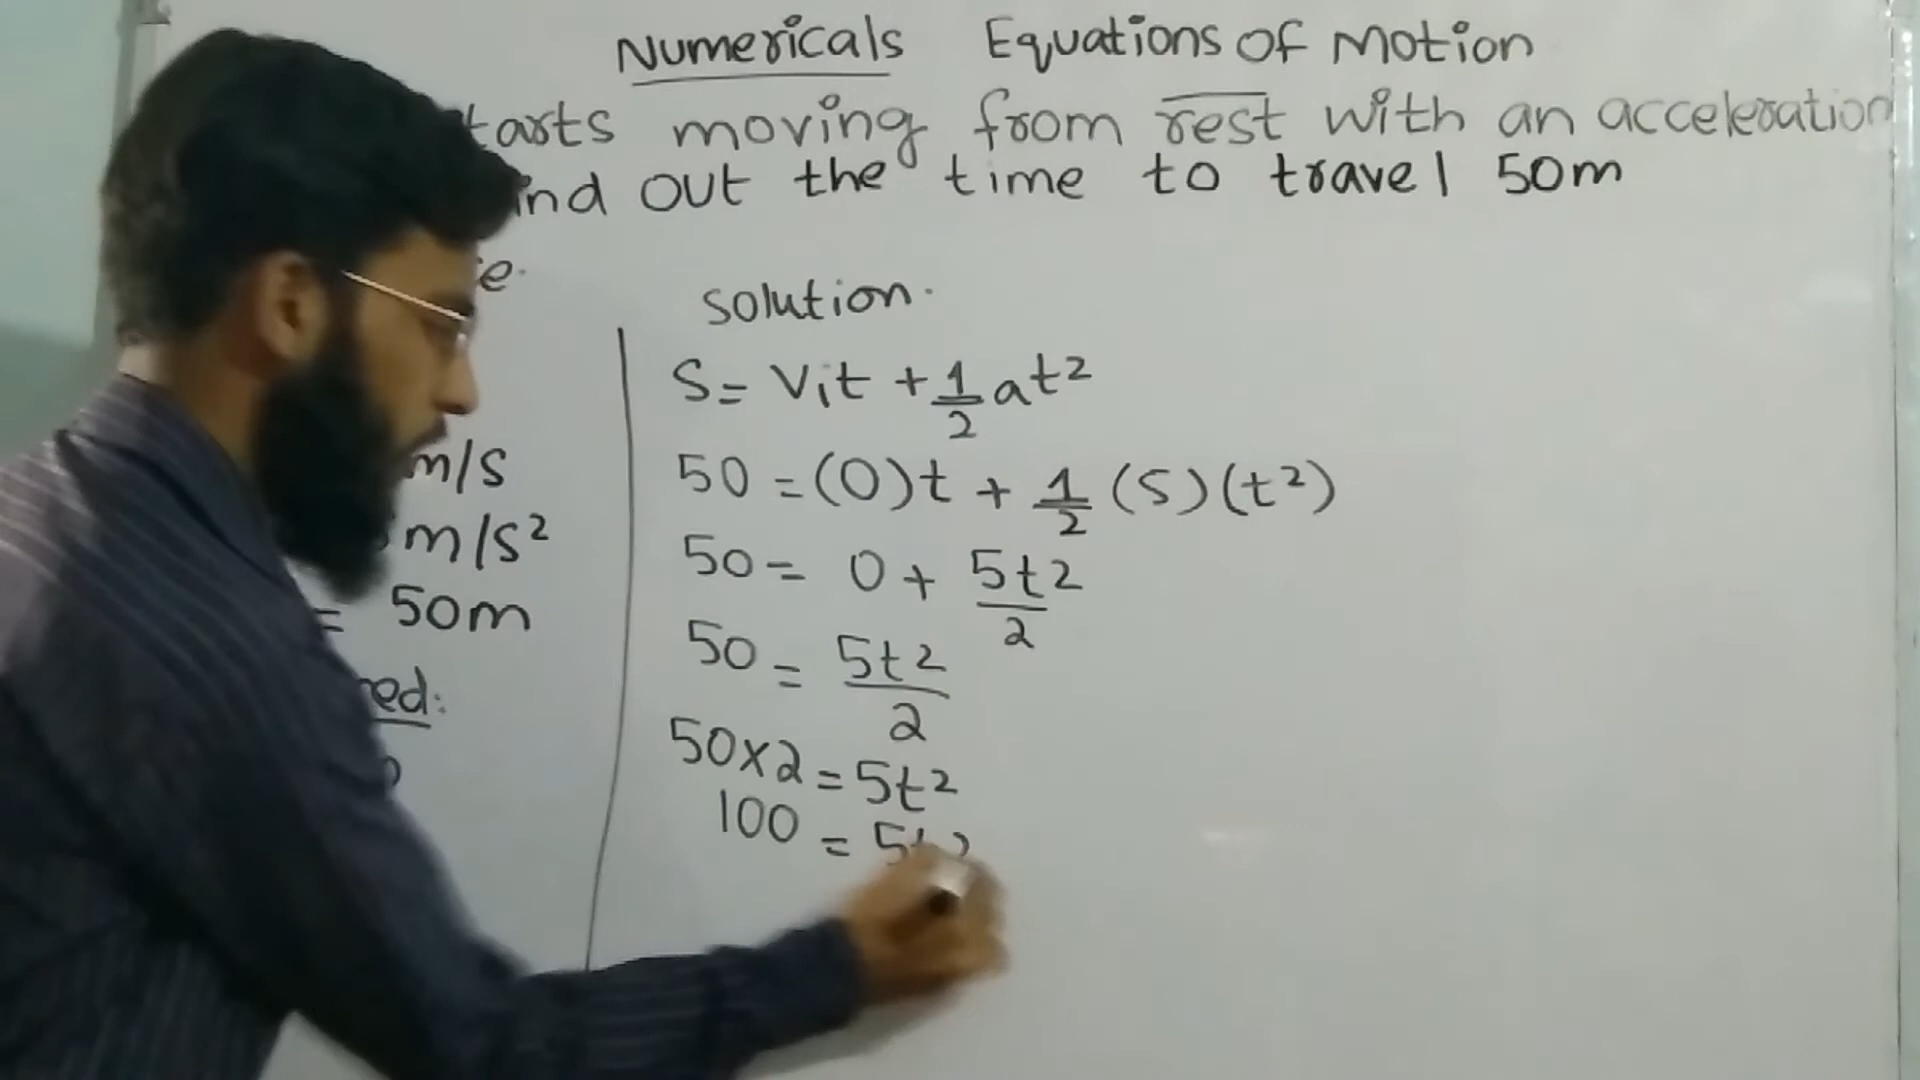 Numericals Equations Of Motion
tarts moving from rest with an acceleration
ind out the time to travel 50m
e.
Solution.
S = Vit + 1/2 at²
m/s
50 = (0)t + 1/2 (5)(t²)
m/s²
50 = 0 + 5t²/2
= 50m
50 = 5t²/2
ed:
50×2 = 5t²
100 = 5t²